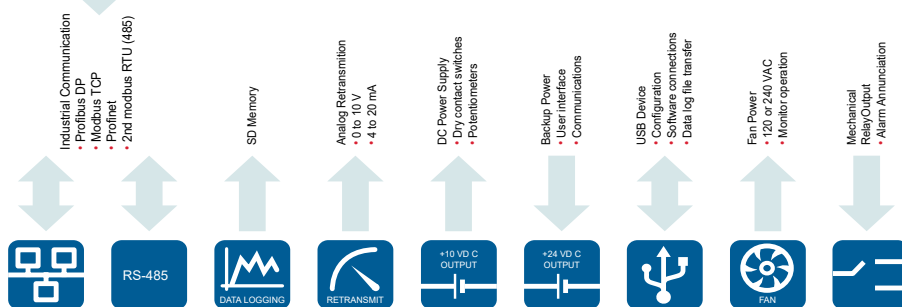 Industrial Communication
• Profibus DP
• Modbus TCP
• Profinet
• 2nd modbus RTU (485)
SD Memory
Analog Retransmition
• 0 to 10 V
• 4 to 20 mA
DC Power Supply
• Dry contact switches
• Potentiometers
Backup Power
• User interface
• Communications
USB Device
• Configuration
• Software connections
• Data log file transfer
Fan Power
• 120 or 240 VAC
• Monitor operation
Mechanical
RelayOutput
• Alarm Annunciation
RS-485
DATA LOGGING
RETRANSMIT
+10 VD C
OUTPUT
+24 VD C
OUTPUT
FAN